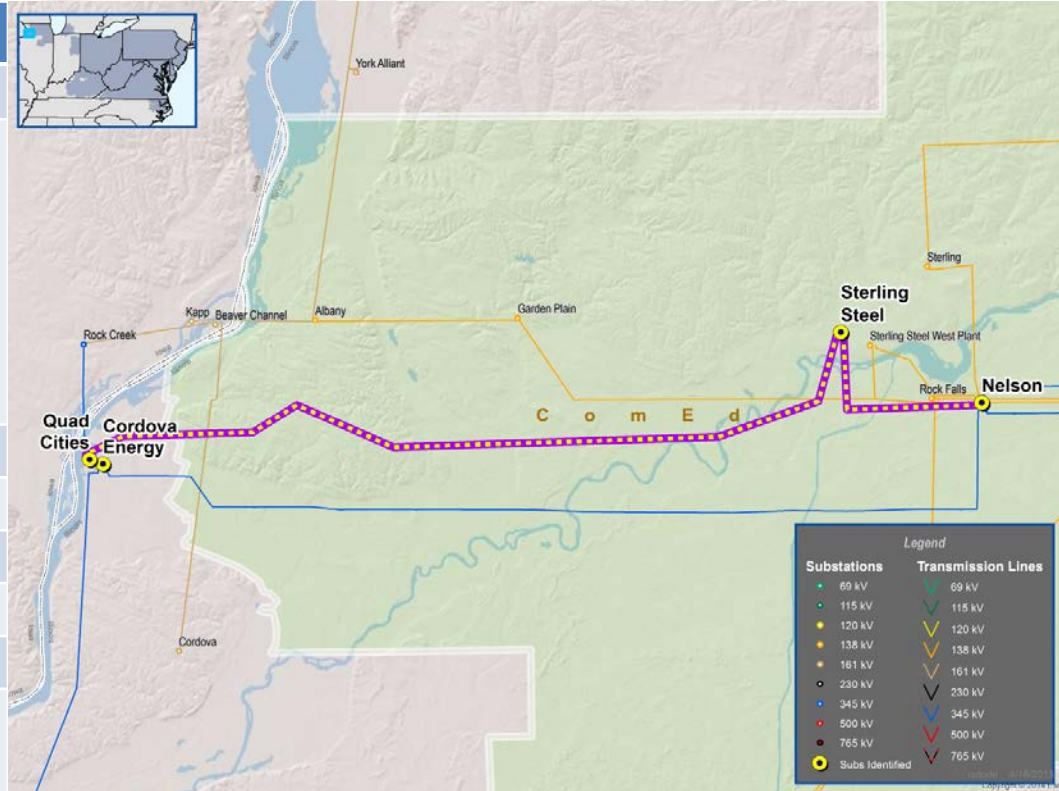 York Alliant
Sterling
Kapp
Beaver Channel
Albany
Garden Plain
Rock Creek
Sterling
Steel
Sterling Steel West Plant
Rock Falls
Nelson
C o m E d
Quad
Cities
Cordova
Energy
Cordova
Iowa
Illinois
Legend
Substations
69 kV
115 kV
120 kV
138 kV
161 kV
230 kV
345 kV
500 kV
765 kV
Subs Identified
Transmission Lines
69 kV
115 kV
120 kV
138 kV
161 kV
230 kV
345 kV
500 kV
765 kV